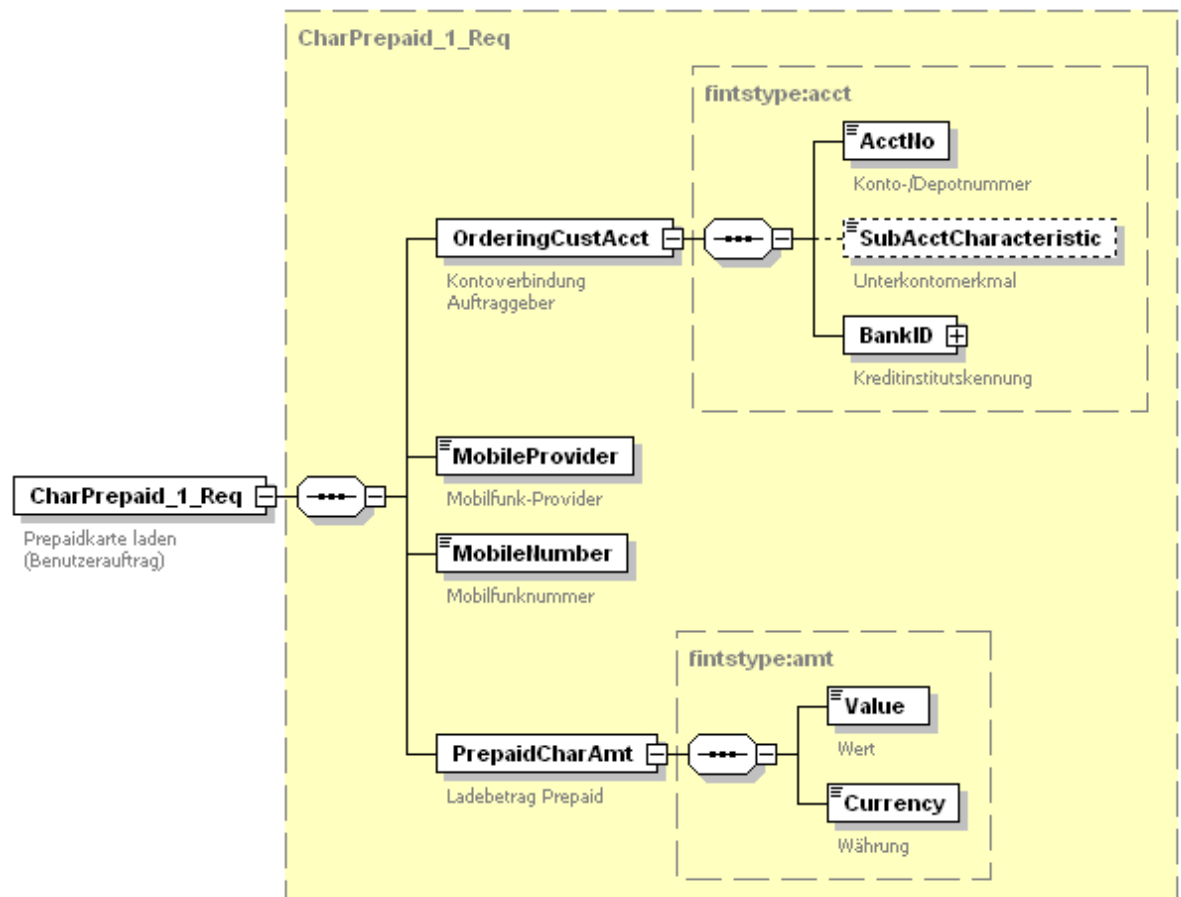 CharPrepaid_1_Req
fintstype:acct
AcctNo
Konto-/Depotnummer
OrderingCustAcct
SubAcctCharacteristic
Kontoverbindung
Auftraggeber
Unterkontomerkmal
BankID
Kreditinstitutskennung
MobileProvider
Mobilfunk-Provider
CharPrepaid_1_Req
Prepaidkarte laden
(Benutzerauftrag)
MobileNumber
Mobilfunknummer
fintstype:amt
Value
Wert
PrepaidCharAmt
Ladebetrag Prepaid
Currency
Währung